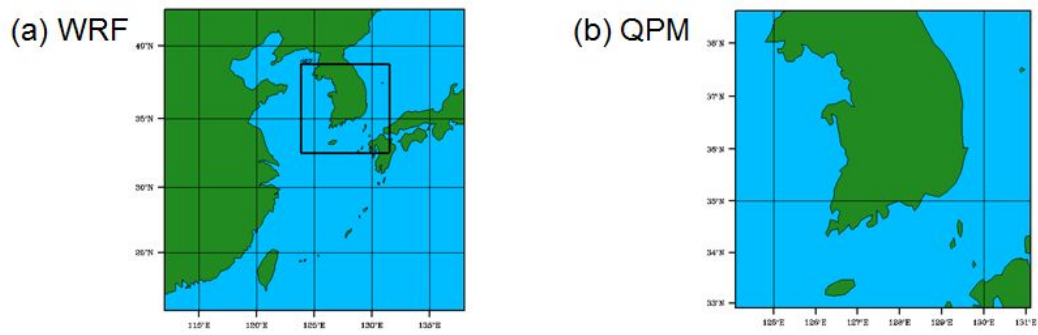 (a) WRF
40°N
35°N
30°N
25°N
115°E 120°E 125°E 130°E 135°E
(b) QPM
38°N
37°N
36°N
35°N
34°N
33°N
125°E 126°E 127°E 128°E 129°E 130°E 131°E